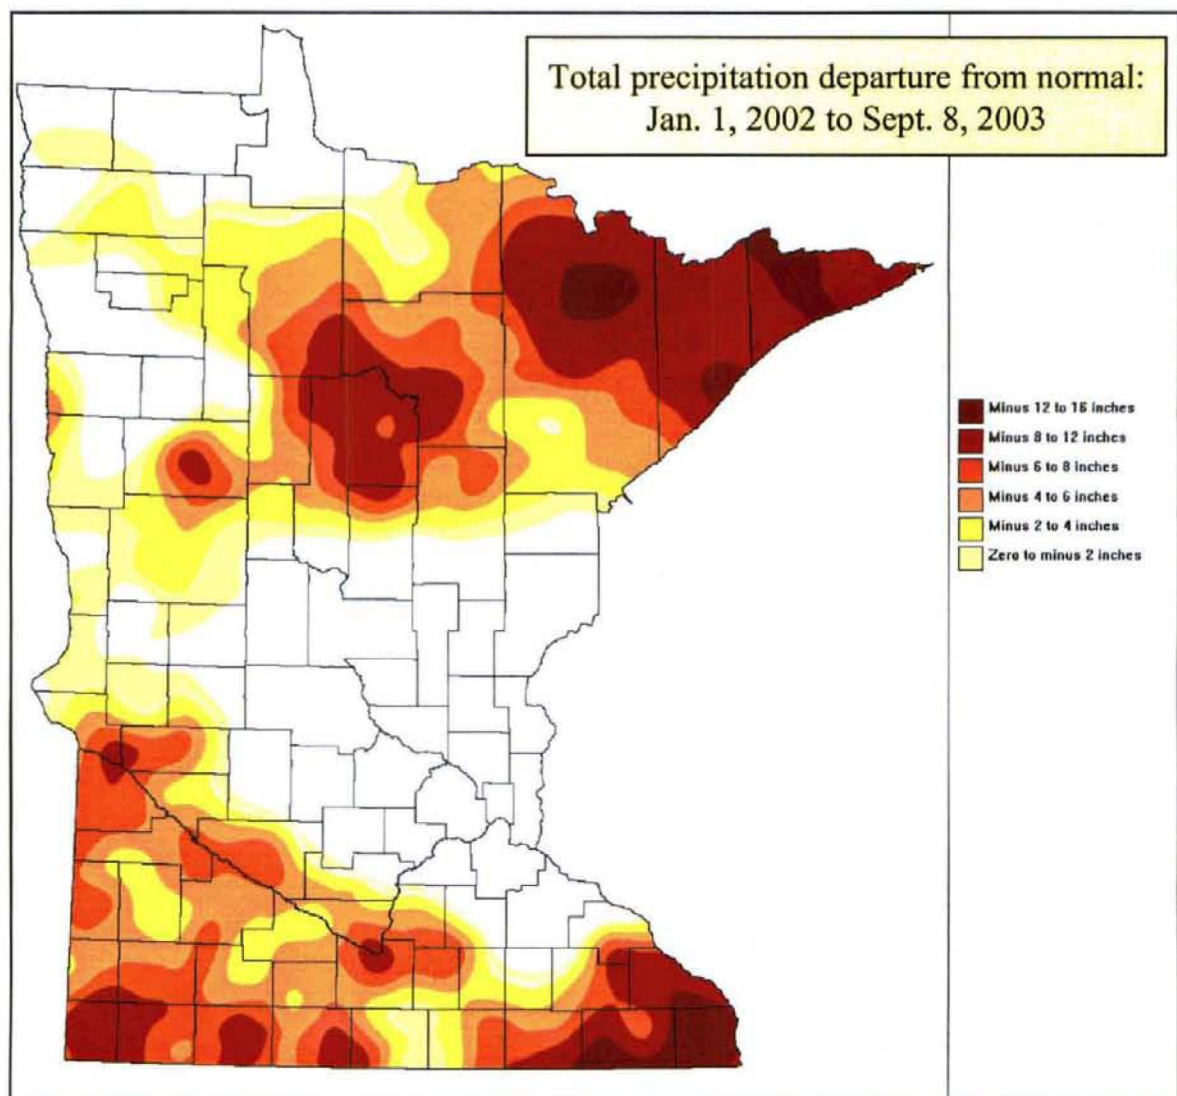 Total precipitation departure from normal:
Jan. 1, 2002 to Sept. 8, 2003
Minus 12 to 16 inches
Minus 8 to 12 inches
Minus 6 to 8 inches
Minus 4 to 6 inches
Minus 2 to 4 inches
Zero to minus 2 inches